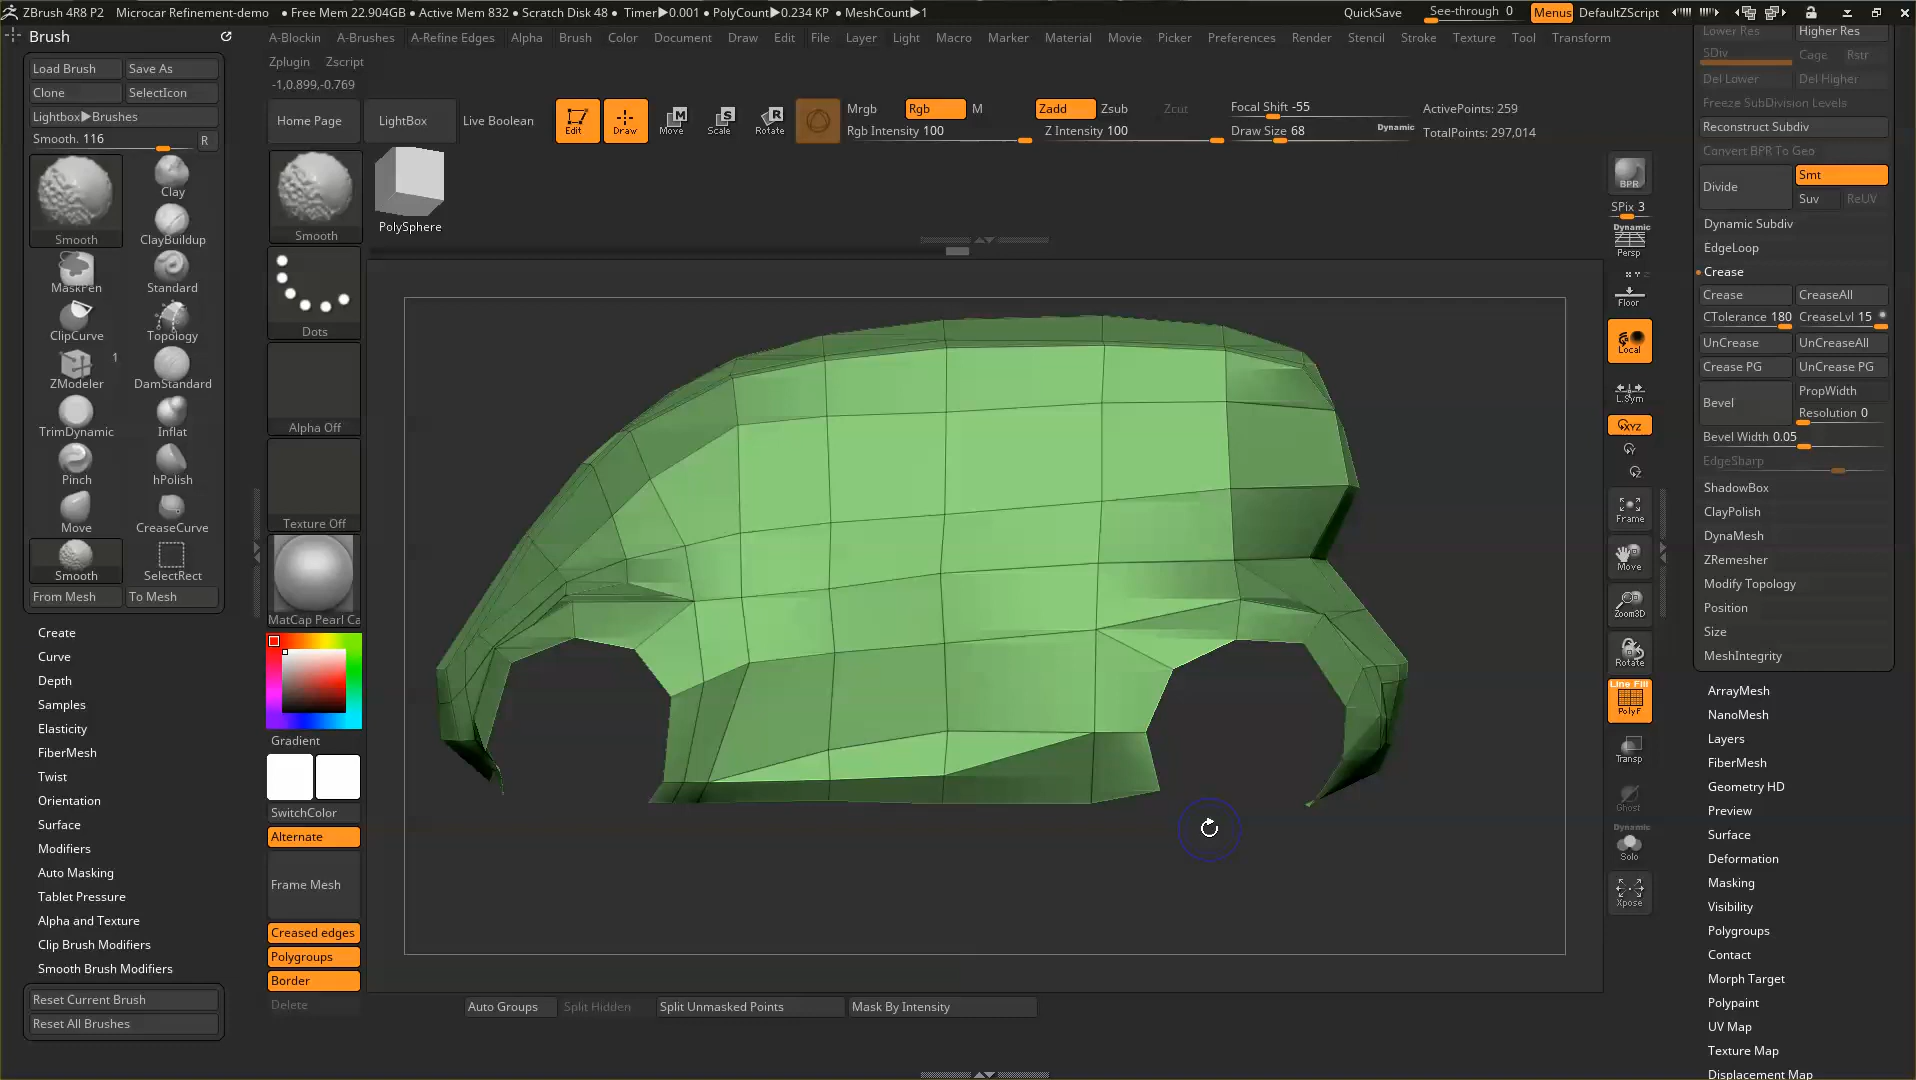 ZBrush 4R8 P2 Microcar Refinement-demo • Free Mem 22.904GB • Active Mem 832 • Scratch Disk 48 • Timer▶0.001 • PolyCount▶0.234 KP • MeshCount▶1 QuickSave See-through 0 Menus DefaultZScript
Brush
A-Blockin A-Brushes A-Refine Edges Alpha Brush Color Document Draw Edit File Layer Light Macro Marker Material Movie Picker Preferences Render Stencil Stroke Texture Tool Transform
Zplugin Zscript
-1,0.899,-0.769
Load Brush Save As
Clone SelectIcon
Lightbox▶Brushes
Smooth. 116 R
Smooth
Clay
ClayBuildup
MaskPen Standard
ClipCurve Topology
1
ZModeler DamStandard
TrimDynamic Inflat
Pinch hPolish
Move CreaseCurve
Smooth SelectRect
From Mesh To Mesh
Create
Curve
Depth
Samples
Elasticity
FiberMesh
Twist
Orientation
Surface
Modifiers
Auto Masking
Tablet Pressure
Alpha and Texture
Clip Brush Modifiers
Smooth Brush Modifiers
Reset Current Brush
Reset All Brushes
Home Page LightBox Live Boolean
Edit Draw Move Scale Rotate
Mrgb Rgb M
Rgb Intensity 100
Zadd Zsub Zcut
Z Intensity 100
Focal Shift -55
Draw Size 68 Dynamic
ActivePoints: 259
TotalPoints: 297,014
Smooth
PolySphere
Dots
Alpha Off
Texture Off
MatCap Pearl Ca
Gradient
SwitchColor
Alternate
Frame Mesh
Creased edges
Polygroups
Border
Delete
Auto Groups Split Hidden Split Unmasked Points Mask By Intensity
BPR
SPix 3
Dynamic
Persp
Floor
Local
L.Sym
XYZ
Frame
Move
Zoom3D
Rotate
Line Fill
PolyF
Transp
Ghost
Dynamic
Solo
Xpose
Lower Res Higher Res
SDiv Cage Rstr
Del Lower Del Higher
Freeze SubDivision Levels
Reconstruct Subdiv
Convert BPR To Geo
Divide Smt
Suv ReUV
Dynamic Subdiv
EdgeLoop
Crease
Crease CreaseAll
CTolerance 180 CreaseLvl 15
UnCrease UnCreaseAll
Crease PG UnCrease PG
Bevel PropWidth
Resolution 0
Bevel Width 0.05
EdgeSharp
ShadowBox
ClayPolish
DynaMesh
ZRemesher
Modify Topology
Position
Size
MeshIntegrity
ArrayMesh
NanoMesh
Layers
FiberMesh
Geometry HD
Preview
Surface
Deformation
Masking
Visibility
Polygroups
Contact
Morph Target
Polypaint
UV Map
Texture Map
Displacement Map